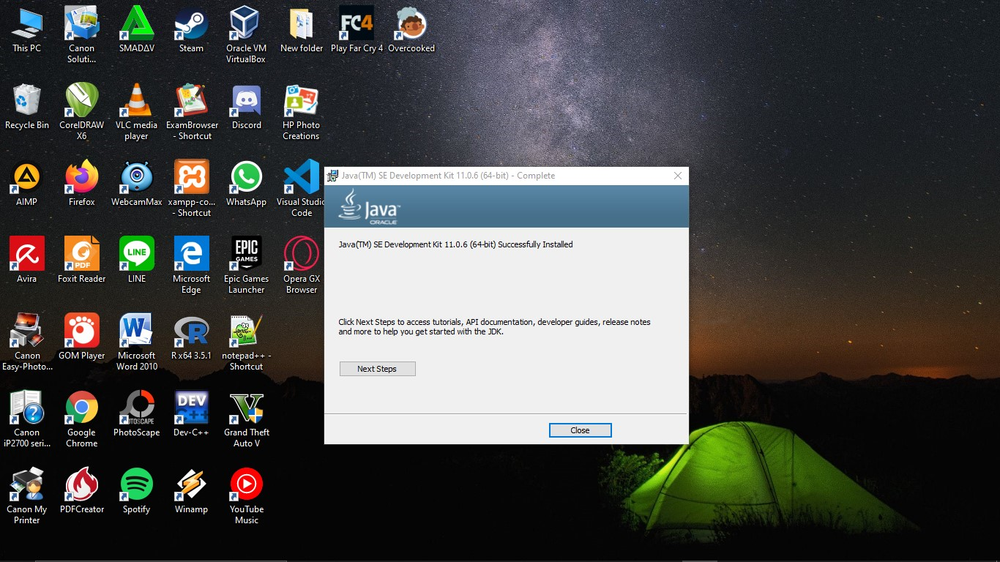 This PC
Canon
Soluti...
SMADΔV
Steam
Oracle VM
VirtualBox
New folder
FC4
Play Far Cry 4
Overcooked
Recycle Bin
CorelDRAW
X6
VLC media
player
ExamBrowser
- Shortcut
Discord
HP Photo
Creations
AIMP
Firefox
WebcamMax
xampp-co...
- Shortcut
WhatsApp
Visual Studio
Code
Avira
PDF
Foxit Reader
LINE
LINE
Microsoft
Edge
EPIC
GAMES
Epic Games
Launcher
Opera GX
Browser
Canon
Easy-Photo...
GOM Player
W
Microsoft
Word 2010
R
R x64 3.5.1
notepad++ -
Shortcut
Canon
iP2700 seri...
Google
Chrome
PHOTOSCAPE
PhotoScape
DEV
C++
Dev-C++
V
Grand Theft
Auto V
Canon My
Printer
PDFCreator
Spotify
Winamp
YouTube
Music
Java(TM) SE Development Kit 11.0.6 (64-bit) - Complete
Java™
ORACLE
Java(TM) SE Development Kit 11.0.6 (64-bit) Successfully Installed
Click Next Steps to access tutorials, API documentation, developer guides, release notes
and more to help you get started with the JDK.
Next Steps
Close